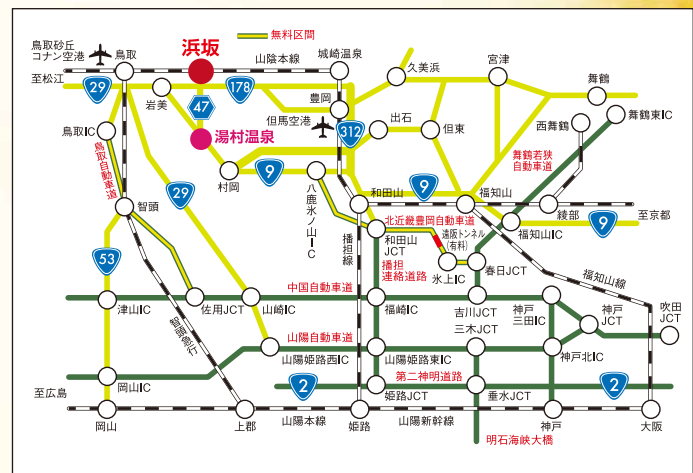 無料区間
鳥取砂丘
コナン空港
鳥取
浜坂
山陰本線
城崎温泉
久美浜
宮津
舞鶴
至松江
29
岩美
47
178
豊岡
但馬空港
312
出石
但東
西舞鶴
舞鶴東IC
鳥取IC
湯村温泉
鳥取自動車道
村岡
9
八鹿氷ノ山IC
和田山
9
福知山
舞鶴若狭
自動車道
綾部
至京都
智頭
29
北近畿豊岡自動車道
遠阪トンネル
(有料)
福知山IC
9
播担線
和田山
JCT
氷上IC
春日JCT
53
播担
連絡道路
福知山線
中国自動車道
津山IC
佐用JCT
山崎IC
福崎IC
吉川JCT
神戸
三田IC
神戸
JCT
吹田
JCT
智頭急行
山陽自動車道
三木JCT
山陽姫路西IC
山陽姫路東IC
神戸北IC
岡山IC
至広島
2
第二神明道路
姫路JCT
垂水JCT
2
岡山
上郡
山陽本線
姫路
山陽新幹線
神戸
大阪
明石海峡大橋